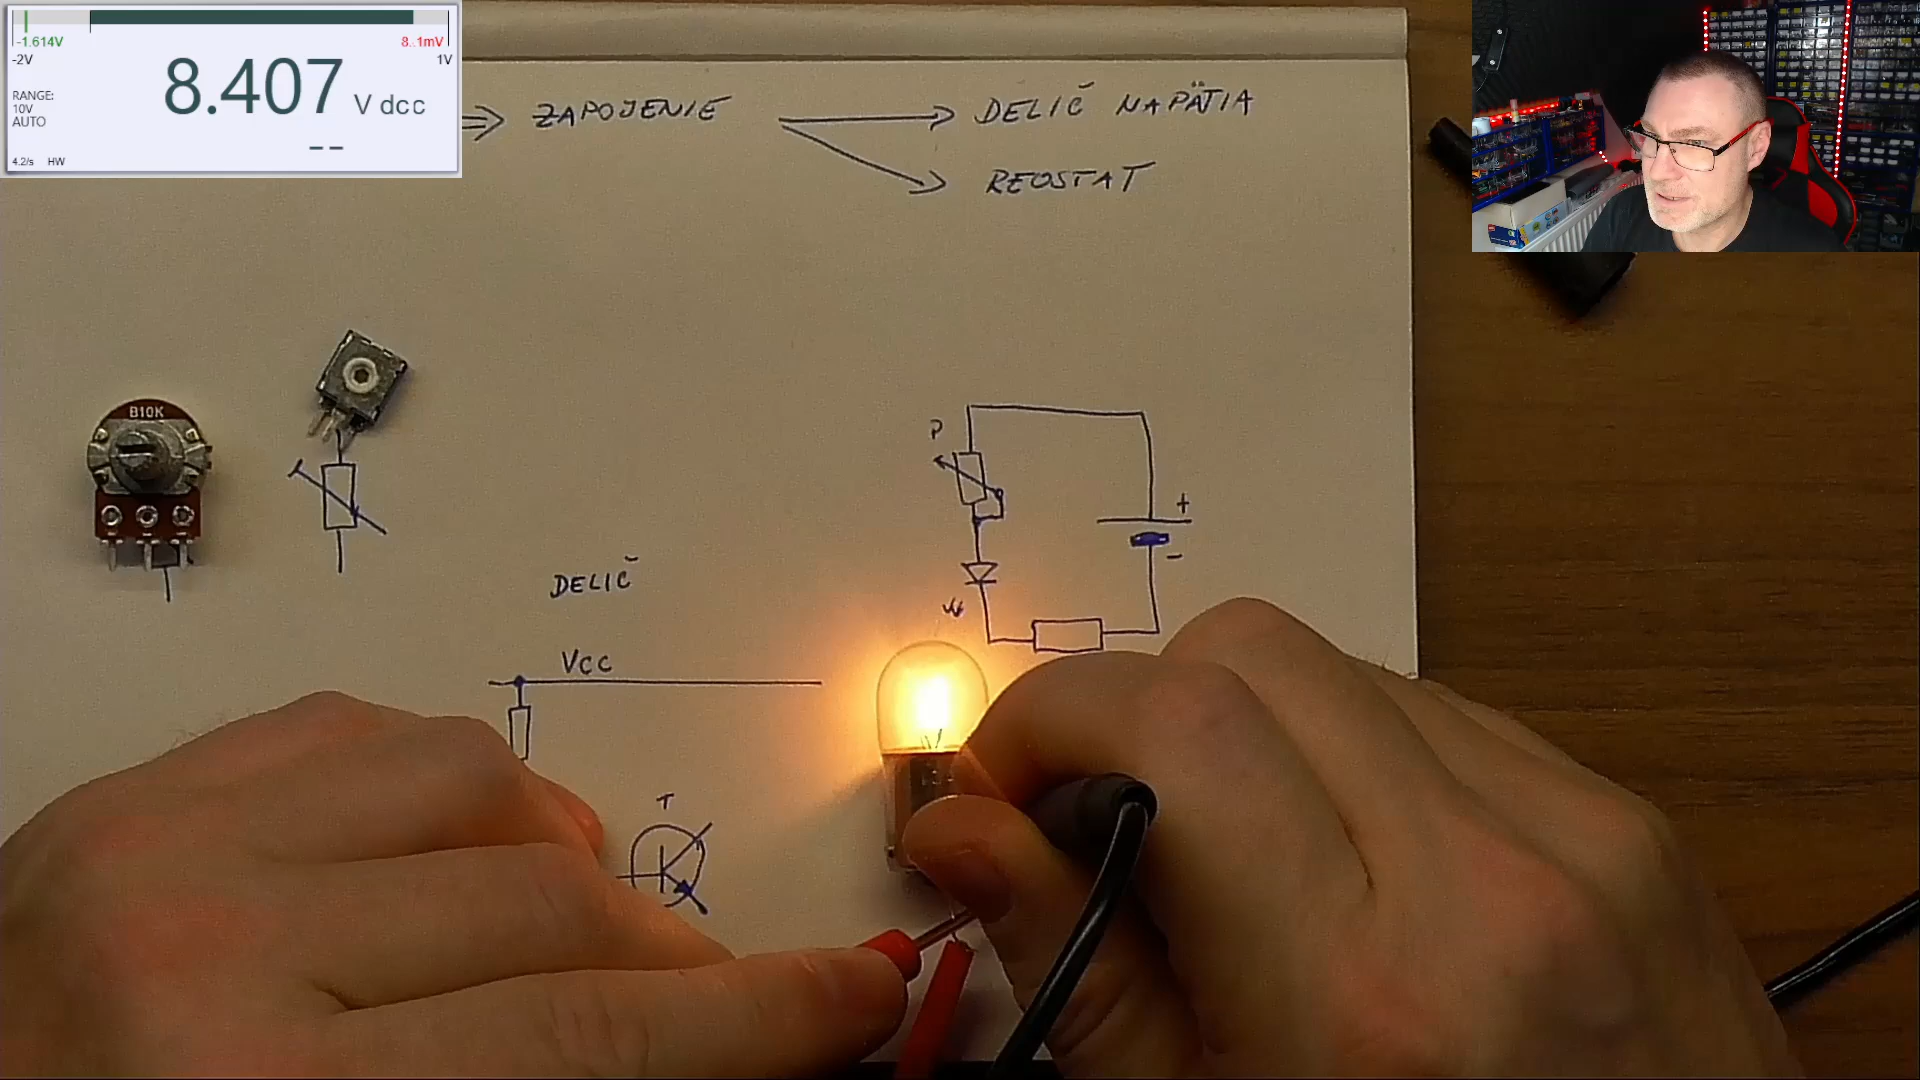 -1.614V
8..1mV
-2V
1V
8.407 V dcc
RANGE:
10V
AUTO
--
4.2/s HW
ZAPOJENIE
DELIČ NAPÄTIA
REOSTAT
B10K
P
+
-
DELIČ
VCC
T